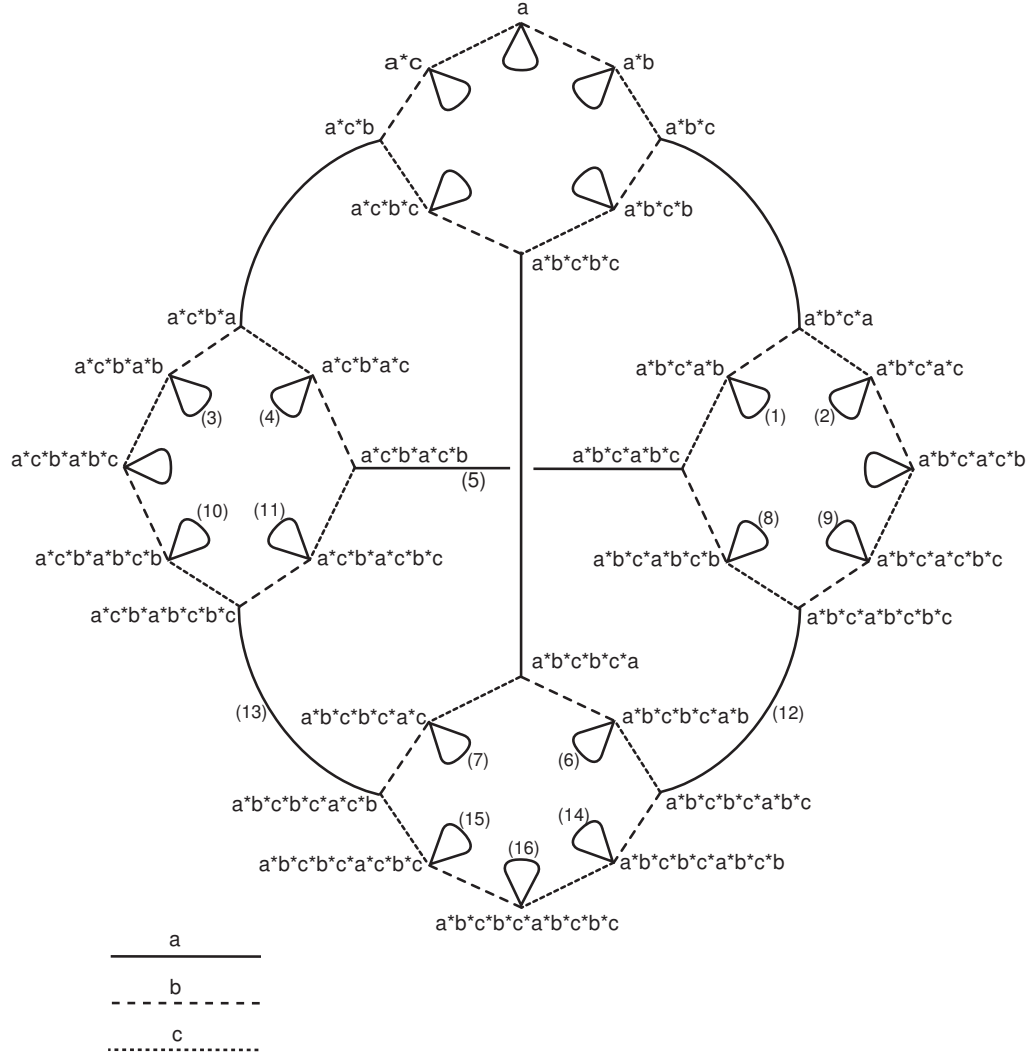 a
a*c
a*b
a*c*b
a*b*c
a*c*b*c
a*b*c*b
a*b*c*b*c
a*c*b*a
a*b*c*a
a*c*b*a*b
a*c*b*a*c
a*b*c*a*b
a*b*c*a*c
(3)
(4)
(1)
(2)
a*c*b*a*b*c
a*c*b*a*c*b
a*b*c*a*b*c
a*b*c*a*c*b
(5)
(10)
(11)
(8)
(9)
a*c*b*a*b*c*b
a*c*b*a*c*b*c
a*b*c*a*b*c*b
a*b*c*a*c*b*c
a*c*b*a*b*c*b*c
a*b*c*a*b*c*b*c
a*b*c*b*c*a
(13)
a*b*c*b*c*a*c
a*b*c*b*c*a*b
(12)
(7)
(6)
a*b*c*b*c*a*c*b
a*b*c*b*c*a*b*c
(15)
(14)
(16)
a*b*c*b*c*a*c*b*c
a*b*c*b*c*a*b*c*b
a*b*c*b*c*a*b*c*b*c
a
b
c